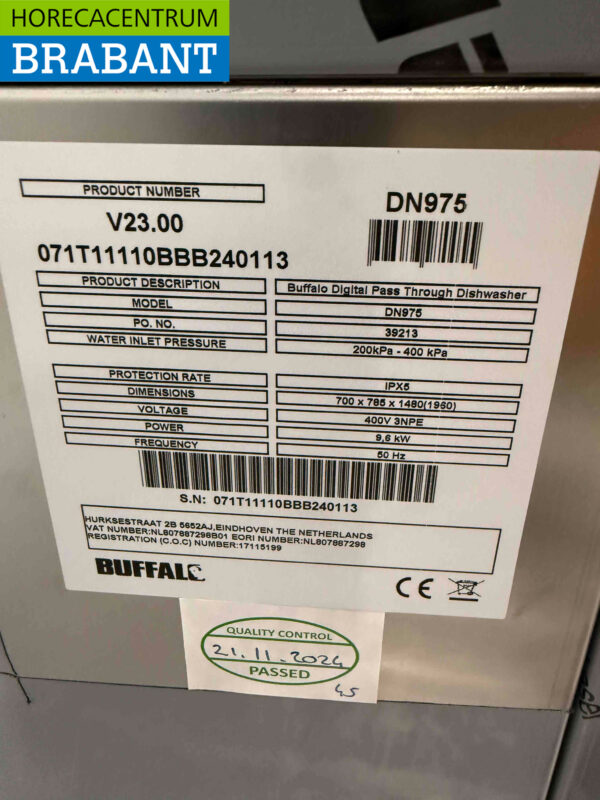 HORECACENTRUM
BRABANT
PRODUCT NUMBER
V23.00
071T11110BBB240113
DN975
PRODUCT DESCRIPTION Buffalo Digital Pass Through Dishwasher
MODEL DN975
PO. NO. 39213
WATER INLET PRESSURE 200kPa - 400 kPa
PROTECTION RATE IPX5
DIMENSIONS 700 x 785 x 1480(1960)
VOLTAGE 400V 3NPE
POWER 9,6 kW
FREQUENCY 50 Hz
S.N: 071T11110BBB240113
HURKSESTRAAT 2B 5652AJ,EINDHOVEN THE NETHERLANDS
VAT NUMBER:NL807887298B01 EORI NUMBER:NL807887298
REGISTRATION (C.O.C) NUMBER:17115199
BUFFALO
CE
QUALITY CONTROL
21.11.2024
PASSED